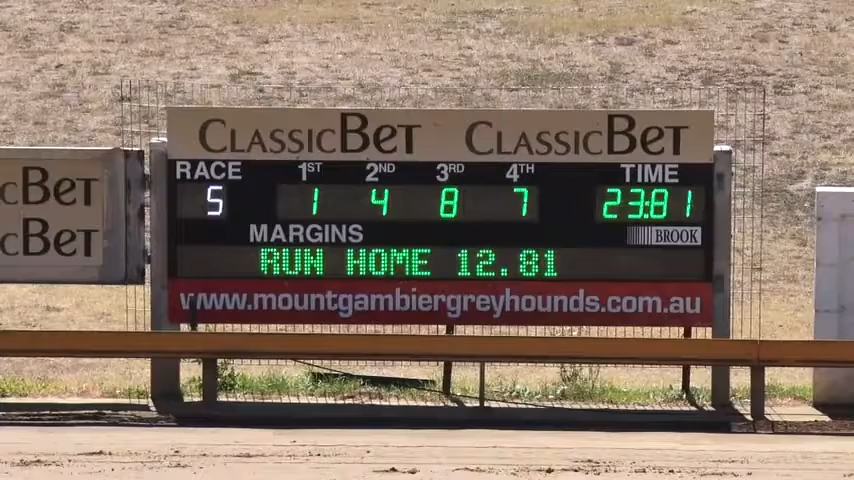 CLASSICBET CLASSICBET
RACE 1ST 2ND 3RD 4TH TIME
5 1 4 8 7 23:81
MARGINS BROOK
RUN HOME 12.81
www.mountgambiergreyhounds.com.au
cBET
cBET